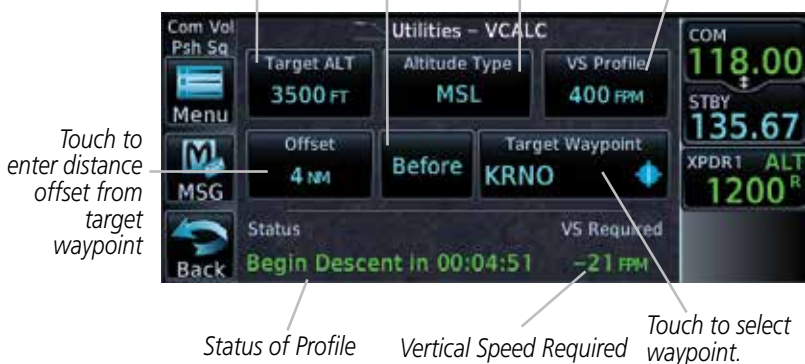 Com Vol
Psh Sq
Utilities – VCALC
COM
118.00
Target ALT
Altitude Type
VS Profile
3500 FT
MSL
400 FPM
Menu
STBY
135.67
Touch to
enter distance
offset from
target
waypoint
Offset
Before
Target Waypoint
4 NM
KRNO
MSG
XPDR1 ALT
1200 R
Status
VS Required
Back
Begin Descent in 00:04:51
−21 FPM
Status of Profile
Vertical Speed Required
Touch to select
waypoint.